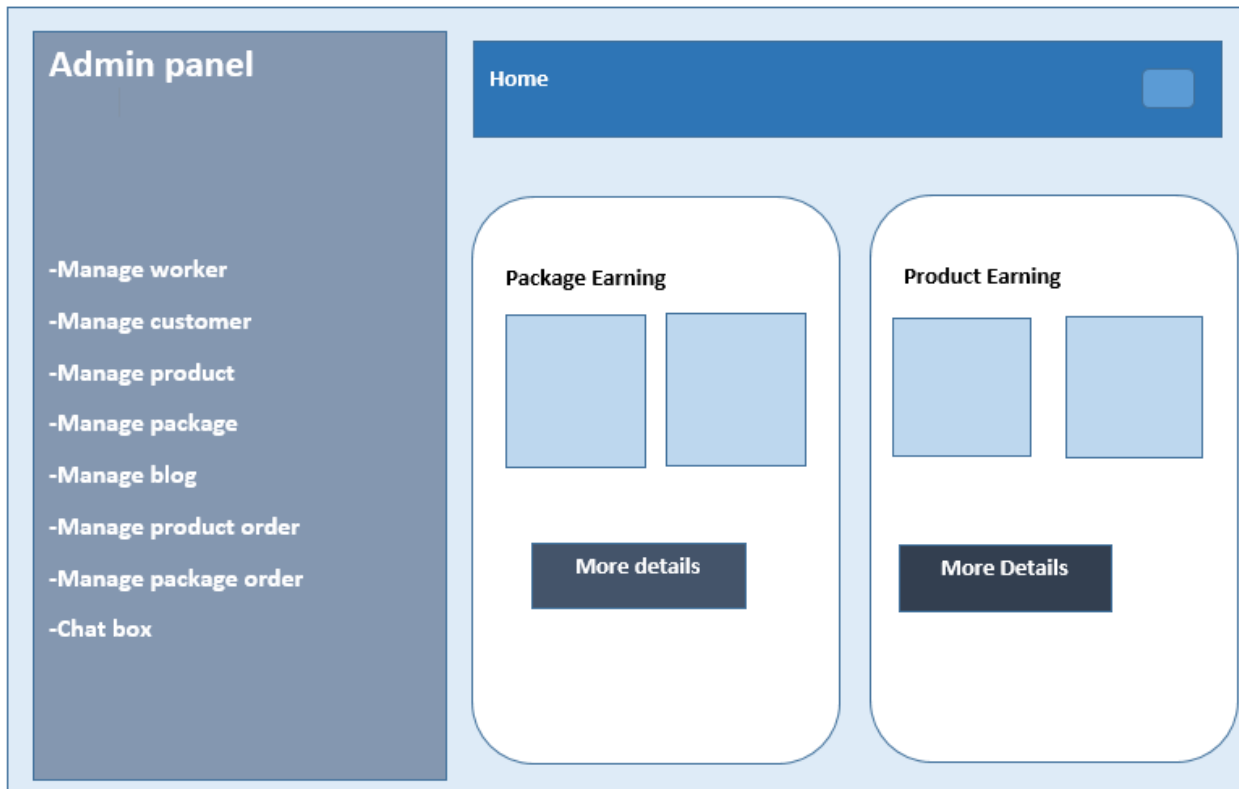 Admin panel
-Manage worker
-Manage customer
-Manage product
-Manage package
-Manage blog
-Manage product order
-Manage package order
-Chat box
Home
Package Earning
More details
Product Earning
More Details